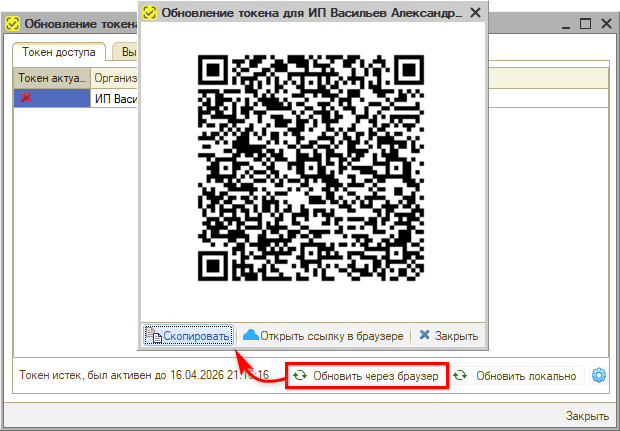 Обновление токена для ИП Васильев Александр...
Обновление токена
Токен доступа
Вы
Токен актуа...
Организ
ИП Васи
Скопировать
Открыть ссылку в браузере
Закрыть
Токен истек, был активен до 16.04.2026 21:16:16
Обновить через браузер
Обновить локально
Закрыть